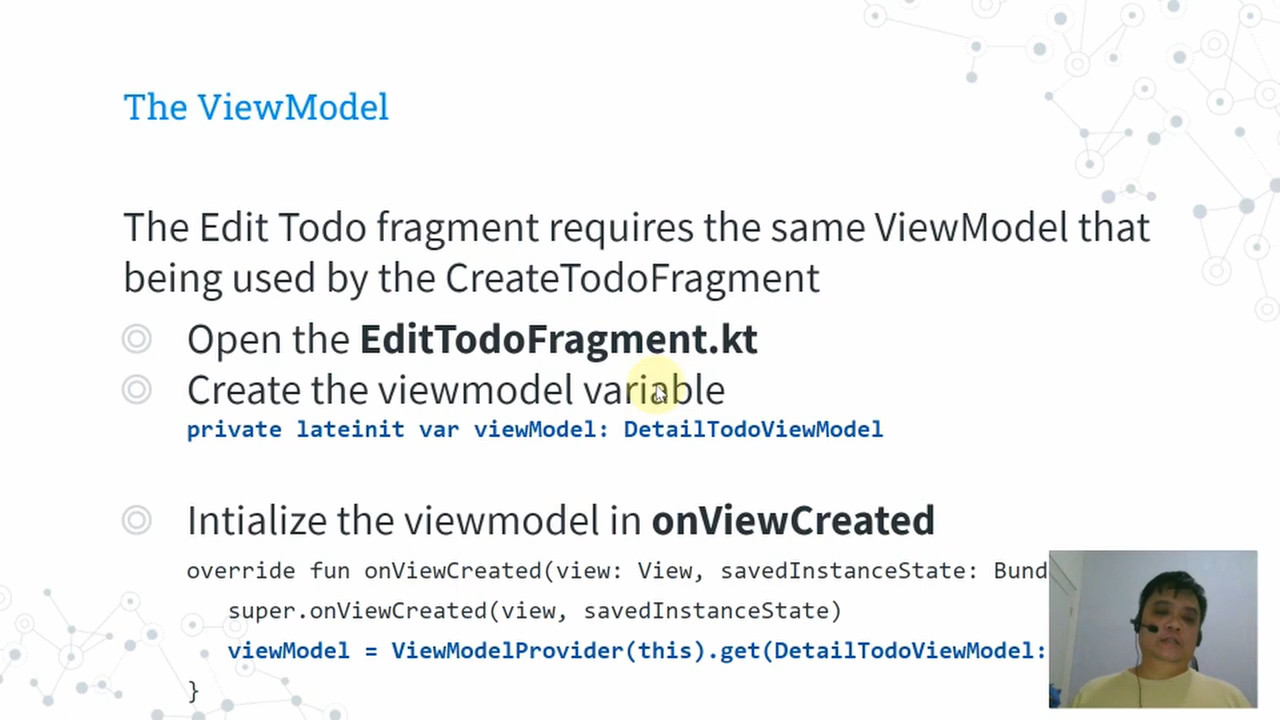 The ViewModel
The Edit Todo fragment requires the same ViewModel that
being used by the CreateTodoFragment
Open the EditTodoFragment.kt
Create the viewmodel variable
private lateinit var viewModel: DetailTodoViewModel
Intialize the viewmodel in onViewCreated
override fun onViewCreated(view: View, savedInstanceState: Bund
super.onViewCreated(view, savedInstanceState)
viewModel = ViewModelProvider(this).get(DetailTodoViewModel:
}